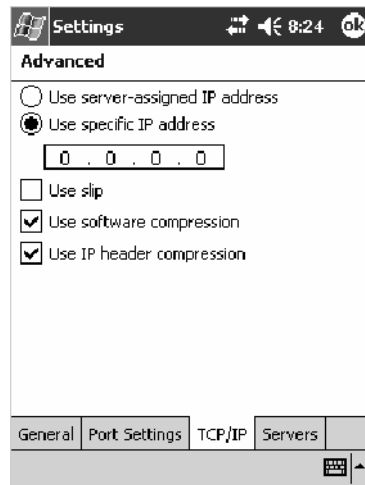 Settings 8:24 ok
Advanced
Use server-assigned IP address
Use specific IP address
0 . 0 . 0 . 0
Use slip
Use software compression
Use IP header compression
General Port Settings TCP/IP Servers